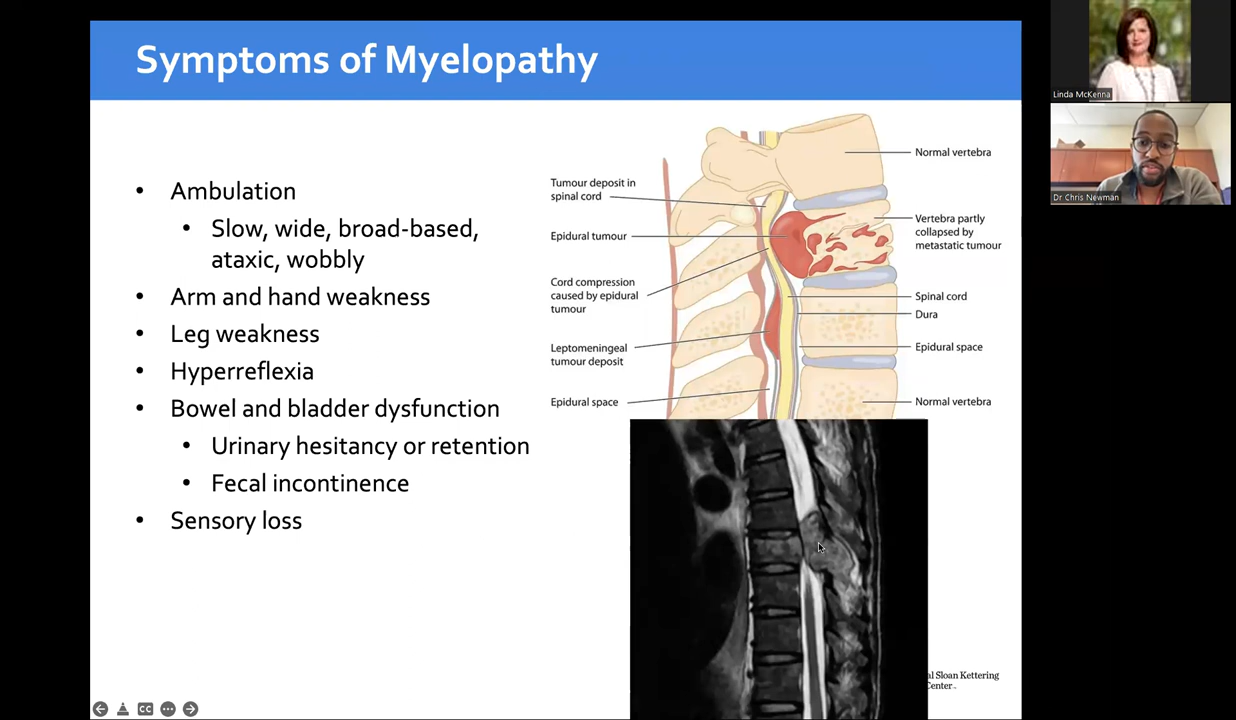 Symptoms of Myelopathy
• Ambulation
• Slow, wide, broad-based,
ataxic, wobbly
• Arm and hand weakness
• Leg weakness
• Hyperreflexia
• Bowel and bladder dysfunction
• Urinary hesitancy or retention
• Fecal incontinence
• Sensory loss
Tumour deposit in
spinal cord
Epidural tumour
Cord compression
caused by epidural
tumour
Leptomeningeal
tumour deposit
Epidural space
Normal vertebra
Vertebra partly
collapsed by
metastatic tumour
Spinal cord
Dura
Epidural space
Normal vertebra
al Sloan Kettering
Center
CC
Linda McKenna
Dr Chris Newman